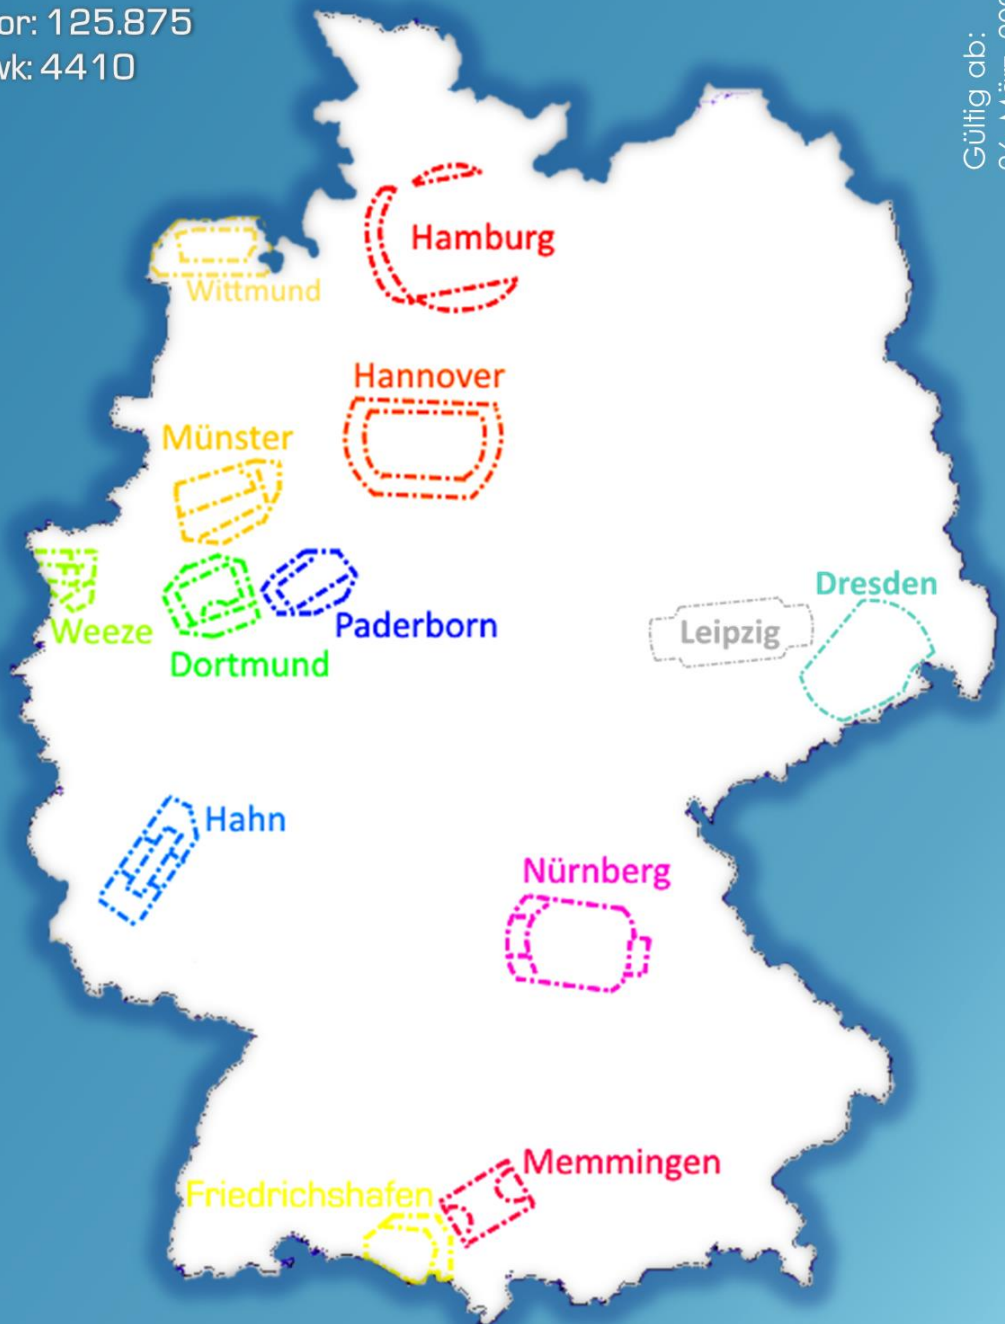 or: 125.875
wk: 4410
Gültig ab:
Hamburg
Wittmund
Hannover
Münster
Dresden
Weeze
Paderborn
Leipzig
Dortmund
Hahn
Nürnberg
Memmingen
Friedrichshafen